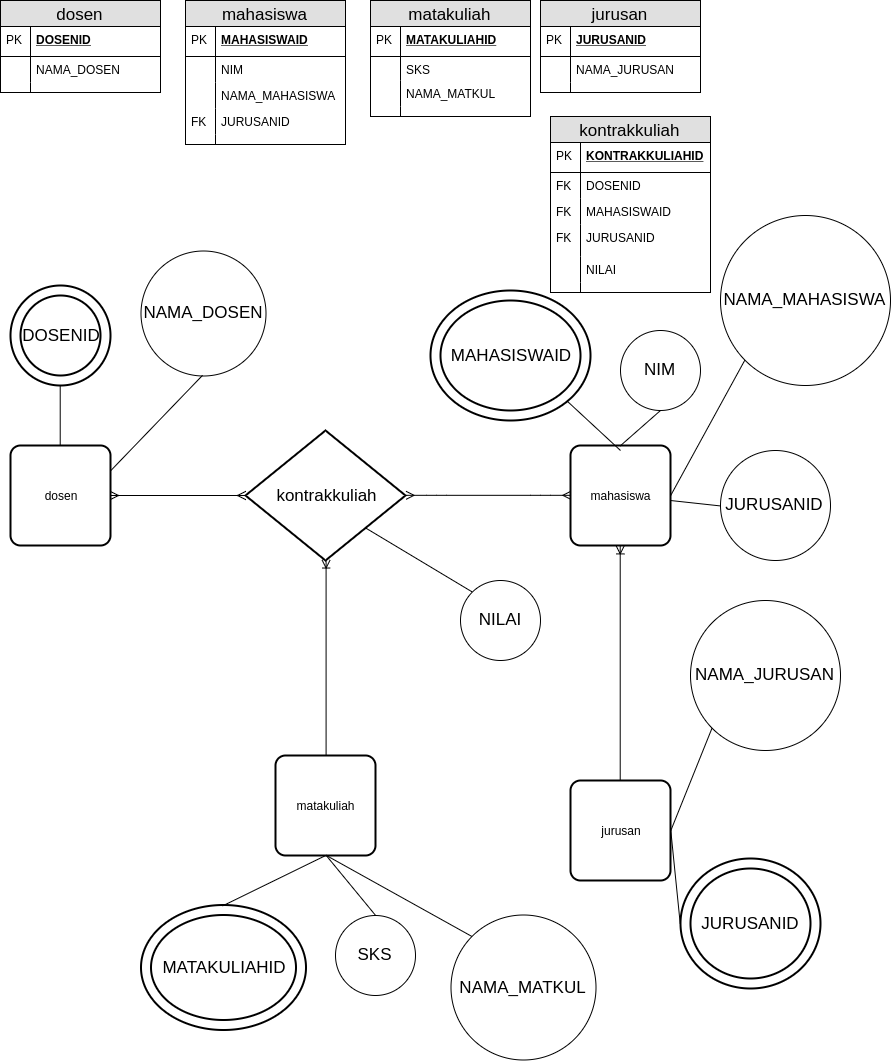 dosen
PK DOSENID
NAMA_DOSEN
mahasiswa
PK MAHASISWAID
NIM
NAMA_MAHASISWA
FK JURUSANID
matakuliah
PK MATAKULIAHID
SKS
NAMA_MATKUL
jurusan
PK JURUSANID
NAMA_JURUSAN
kontrakkuliah
PK KONTRAKKULIAHID
FK DOSENID
FK MAHASISWAID
FK JURUSANID
NILAI
DOSENID
NAMA_DOSEN
MAHASISWAID
NIM
NAMA_MAHASISWA
dosen
kontrakkuliah
mahasiswa
JURUSANID
NILAI
NAMA_JURUSAN
matakuliah
jurusan
MATAKULIAHID
SKS
NAMA_MATKUL
JURUSANID